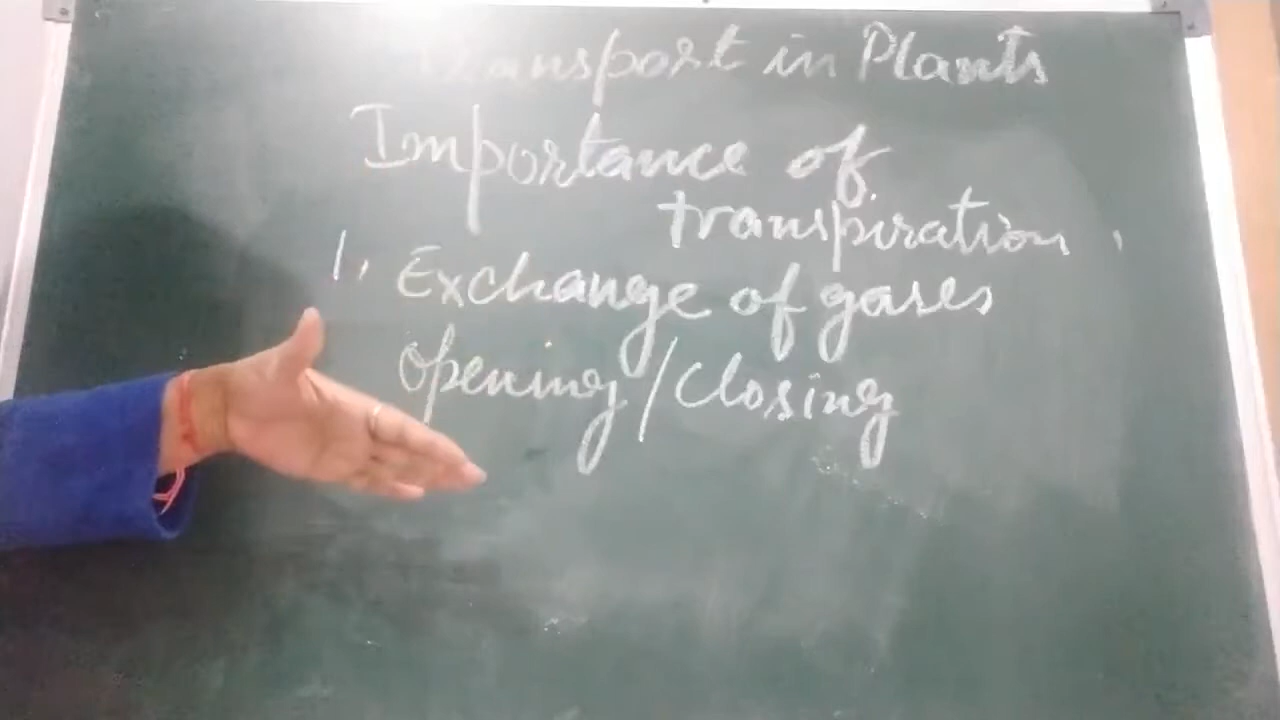 Transport in Plants
Importance of
transpiration
1. Exchange of gases
Opening/Closing